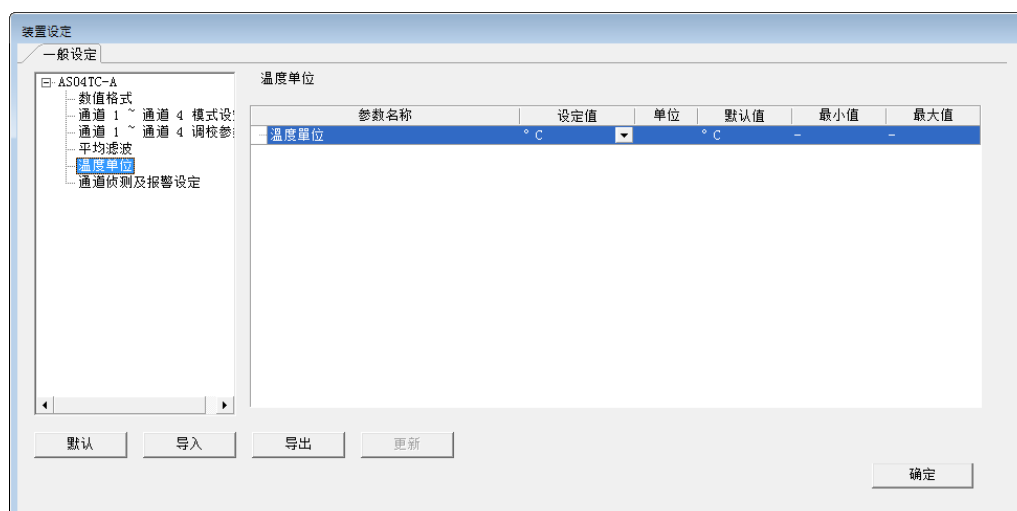 装置设定
一般设定
AS04TC-A
数值格式
通道 1 ~ 通道 4 模式设
通道 1 ~ 通道 4 调校参
平均滤波
温度单位
通道侦测及报警设定
温度单位
参数名称 设定值 单位 默认值 最小值 最大值
溫度單位 ° C ° C - -
默认 导入 导出 更新
确定